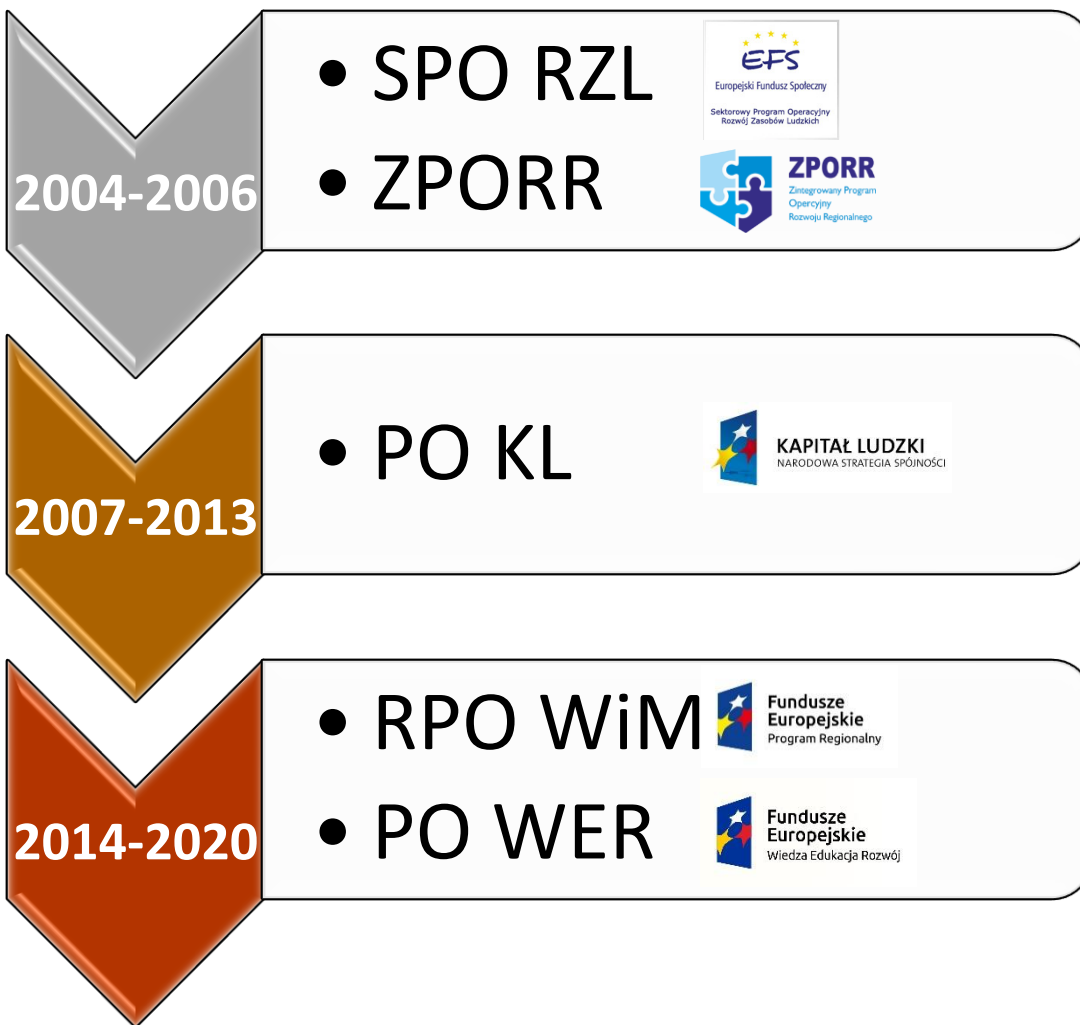 2004-2006
• SPO RZL
EFS
Europejski Fundusz Społeczny
Sektorowy Program Operacyjny
Rozwój Zasobów Ludzkich
• ZPORR
ZPORR
Zintegrowany Program
Opercyjny
Rozwoju Regionalnego
2007-2013
• PO KL
KAPITAŁ LUDZKI
NARODOWA STRATEGIA SPÓJNOŚCI
2014-2020
• RPO WiM
Fundusze
Europejskie
Program Regionalny
• PO WER
Fundusze
Europejskie
Wiedza Edukacja Rozwój